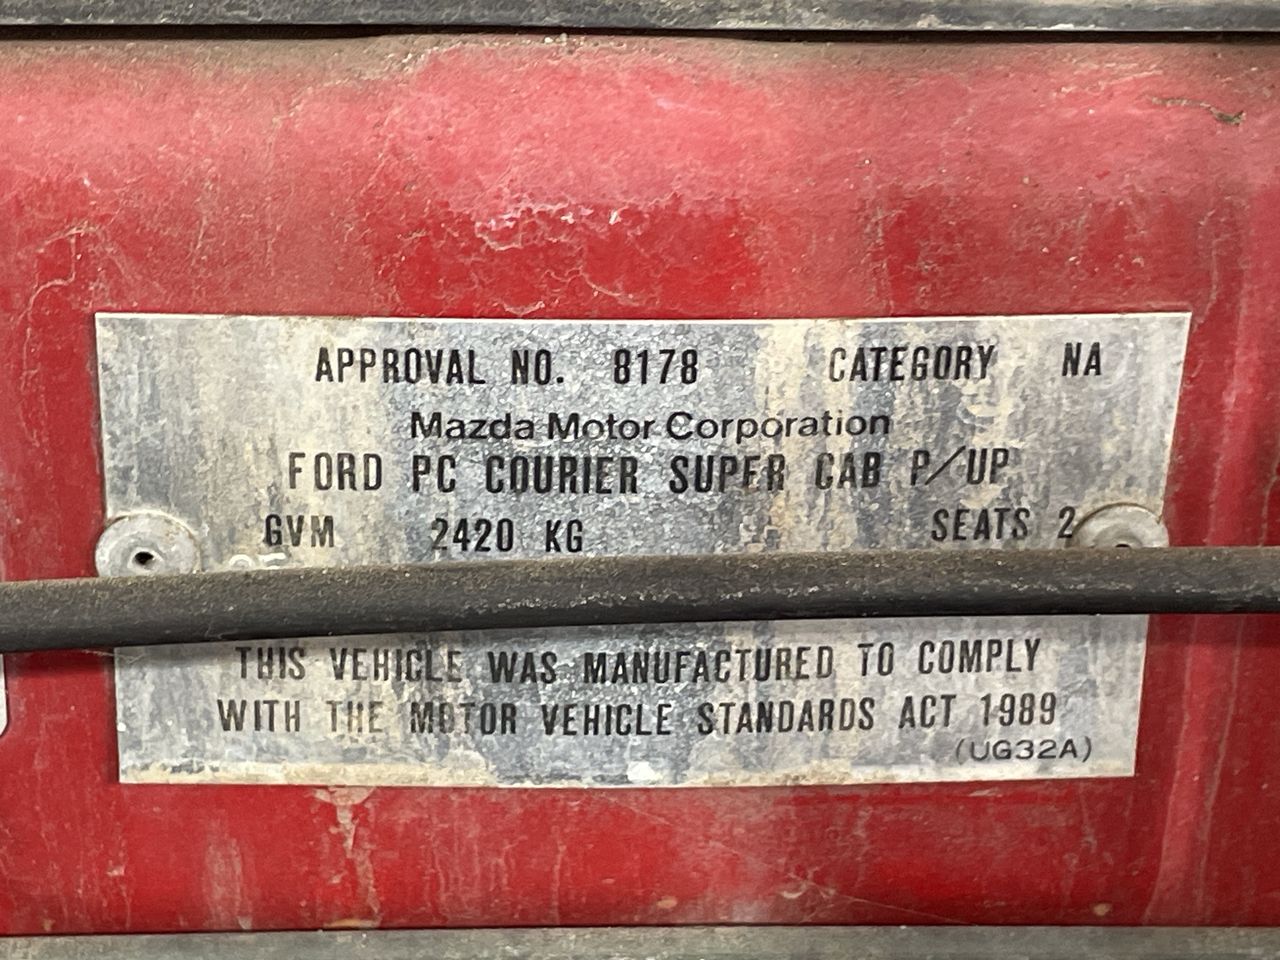 APPROVAL NO. 8178 CATEGORY NA
Mazda Motor Corporation
FORD PC COURIER SUPER CAB P/UP
GVM 2420 KG SEATS 2
THIS VEHICLE WAS MANUFACTURED TO COMPLY
WITH THE MOTOR VEHICLE STANDARDS ACT 1989
(UG32A)